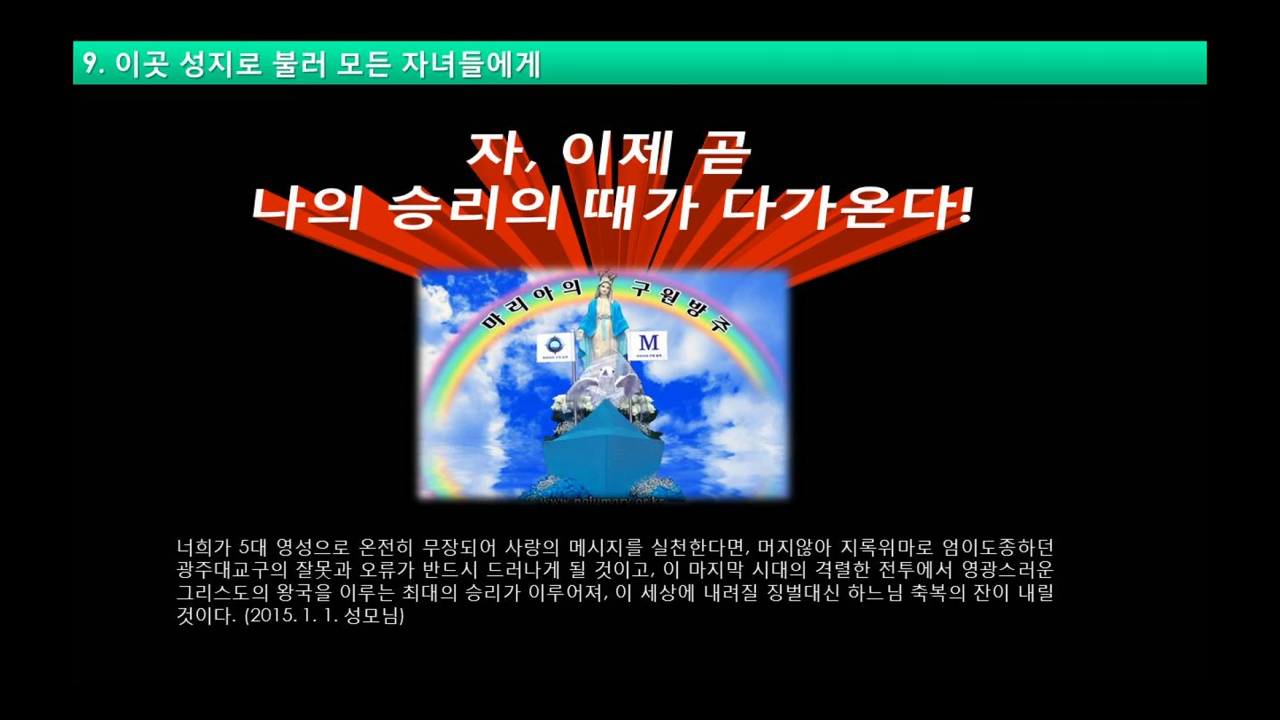 9. 이곳 성지로 불러 모든 자녀들에게
자, 이제 곧
나의 승리의 때가 다가온다!
마리아의 구원방주
M
너희가 5대 영성으로 온전히 무장되어 사랑의 메시지를 실천한다면, 머지않아 지록위마로 엄이도종하던
광주대교구의 잘못과 오류가 반드시 드러나게 될 것이고, 이 마지막 시대의 격렬한 전투에서 영광스러운
그리스도의 왕국을 이루는 최대의 승리가 이루어져, 이 세상에 내려질 징벌대신 하느님 축복의 잔이 내릴
것이다. (2015. 1. 1. 성모님)